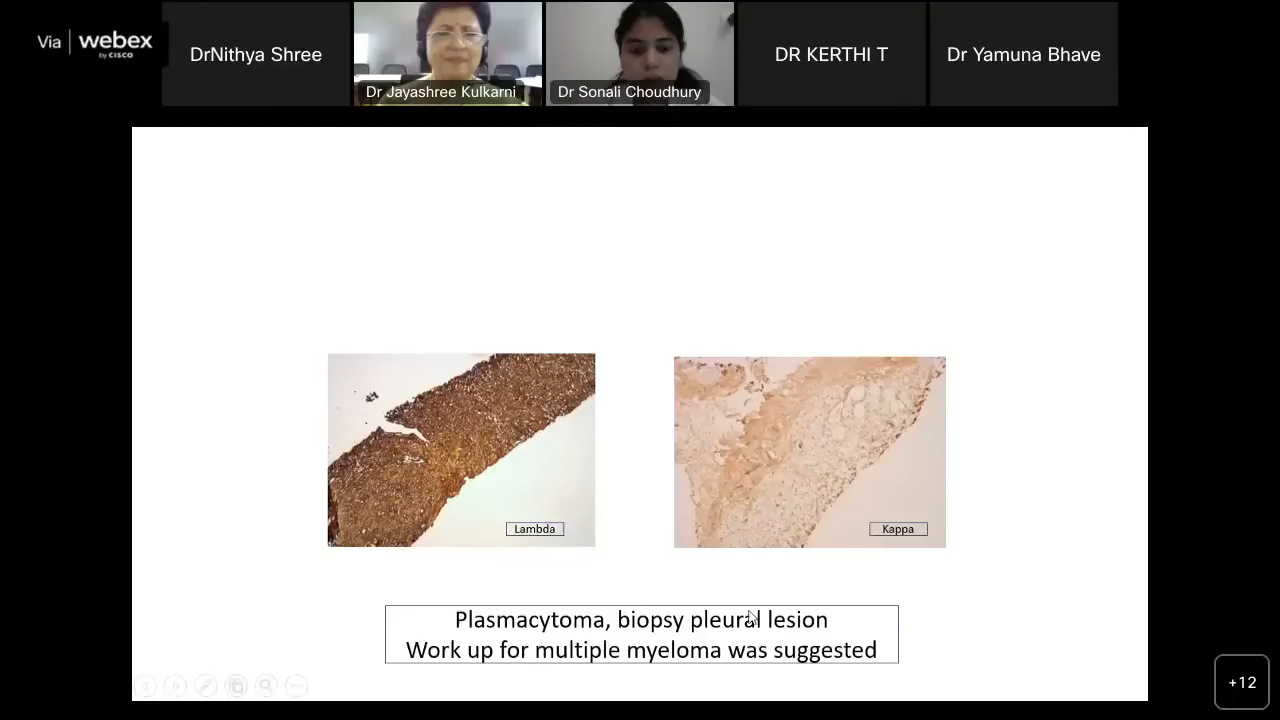 Via webex
by CISCO
DrNithya Shree
Dr Jayashree Kulkarni
Dr Sonali Choudhury
DR KERTHI T
Dr Yamuna Bhave
Lambda
Kappa
Plasmacytoma, biopsy pleural lesion
Work up for multiple myeloma was suggested
+12